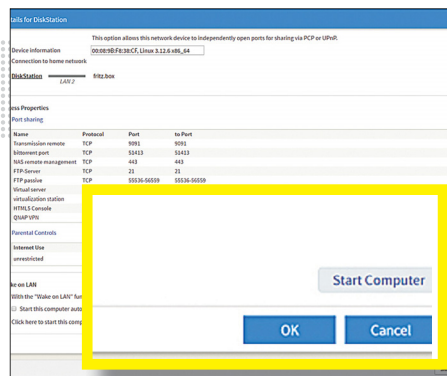 tails for DiskStation
This option allows this network device to independently open ports for sharing via PCP or UPnP.
Device information 00:08:9B:F8:38:CF, Linux 3.12.6 x86_64
Connection to home network
DiskStation fritz.box
LAN 2
ess Properties
Port sharing
Name Protocol Port to Port
Transmission remote TCP 9091 9091
bittorrent port TCP 51413 51413
NAS remote management TCP 443 443
FTP-Server TCP 21 21
FTP passive TCP 55536-56559 55536-56559
Virtual server
virtualization station
HTML5 Console
QNAP VPN
Parental Controls
Internet Use
unrestricted
ke on LAN
With the "Wake on LAN" fun
Start this computer auto
Click here to start this comp
Start Computer
OK Cancel